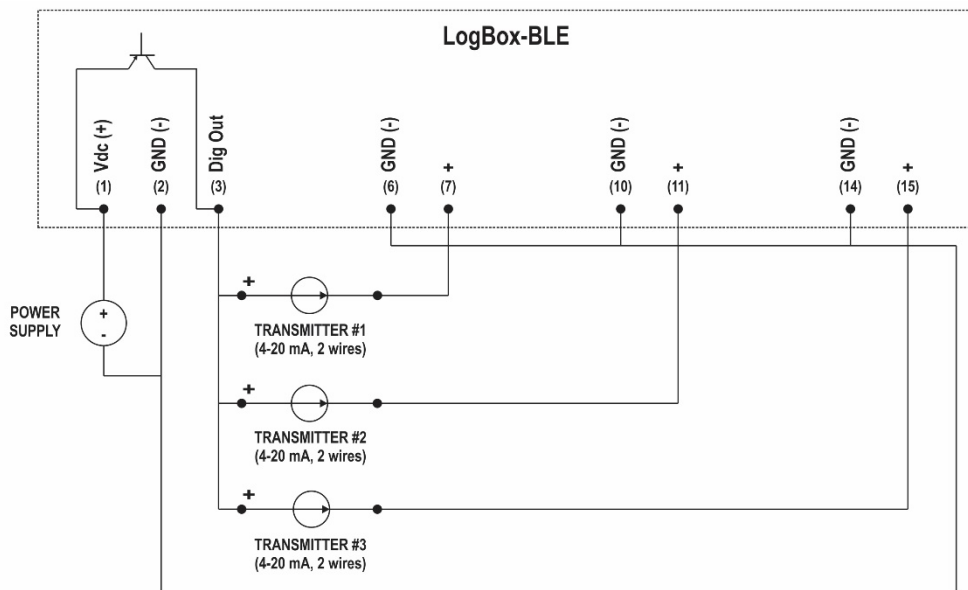 LogBox-BLE
Vdc (+)
(1)
GND (-)
(2)
Dig Out
(3)
GND (-)
(6)
+
(7)
GND (-)
(10)
+
(11)
GND (-)
(14)
+
(15)
POWER
SUPPLY
+
-
+
TRANSMITTER #1
(4-20 mA, 2 wires)
+
TRANSMITTER #2
(4-20 mA, 2 wires)
+
TRANSMITTER #3
(4-20 mA, 2 wires)